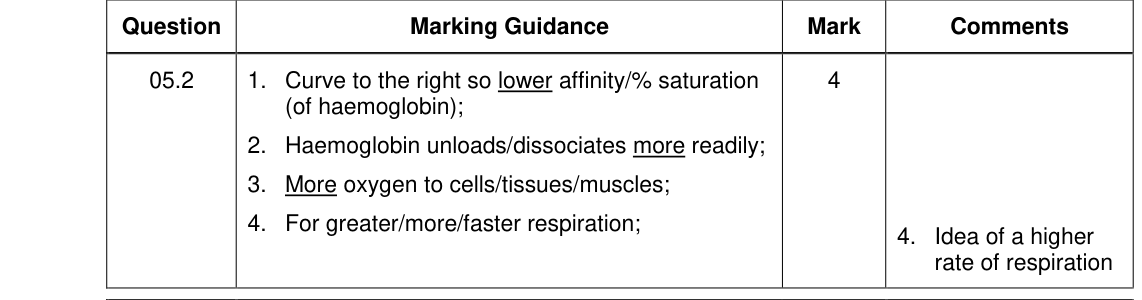 Question Marking Guidance Mark Comments
05.2 1. Curve to the right so lower affinity/% saturation 4
(of haemoglobin);
2. Haemoglobin unloads/dissociates more readily;
3. More oxygen to cells/tissues/muscles;
4. For greater/more/faster respiration;
4. Idea of a higher
rate of respiration